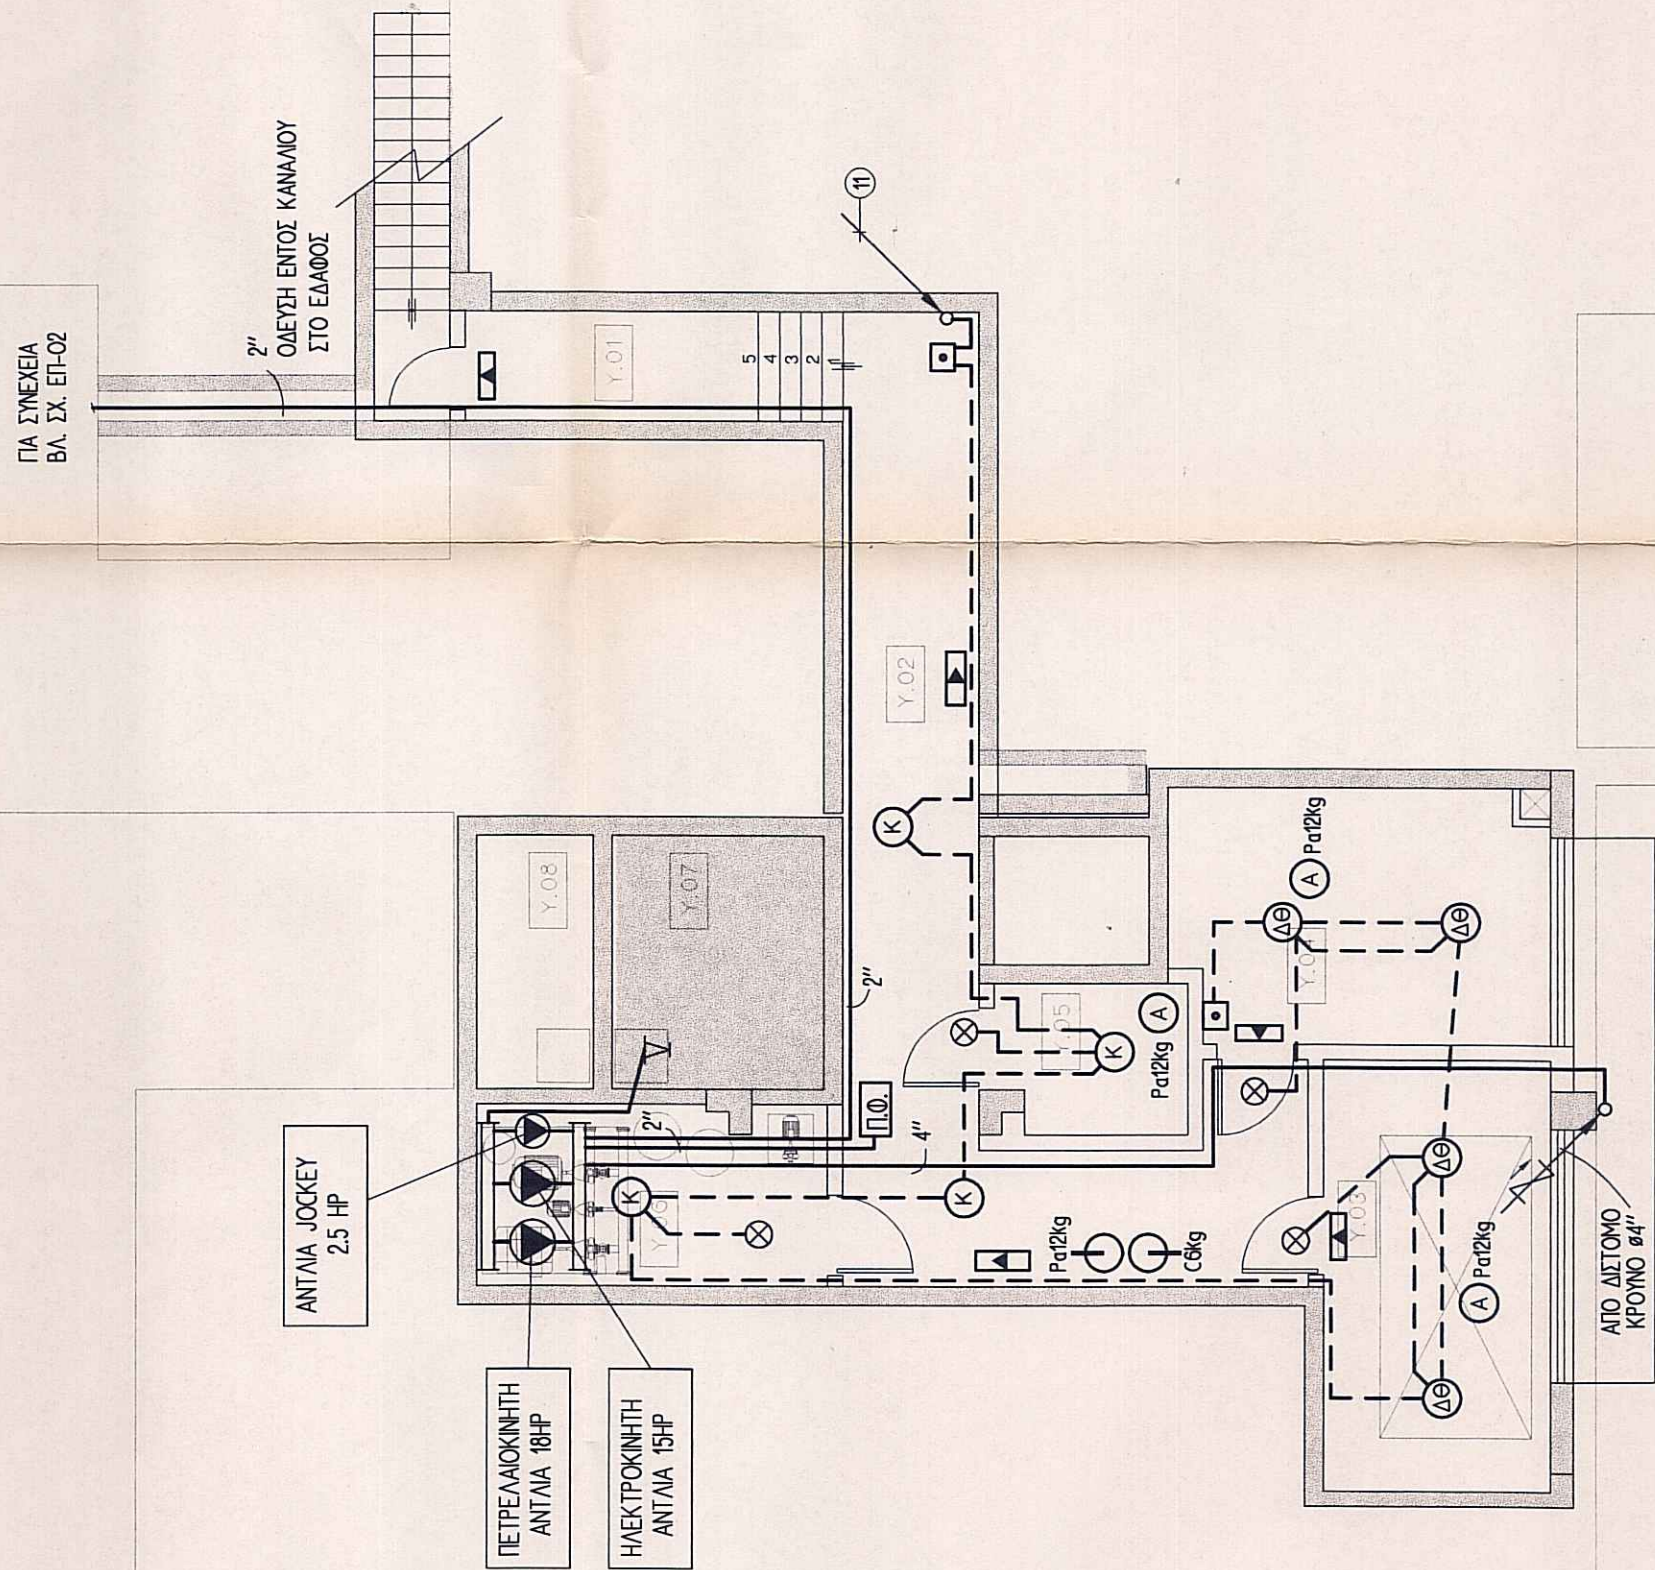 ΓΙΑ ΣΥΝΕΧΕΙΑ
ΒΛ. ΣΧ. ΕΠ-02
2"
ΟΔΕΥΣΗ ΕΝΤΟΣ ΚΑΝΑΛΙΟΥ
ΣΤΟ ΕΔΑΦΟΣ
11
Υ.01
5
4
3
2
1
Υ.02
K
Υ.08
Υ.07
2"
ΑΝΤΛΙΑ JOCKEY
2.5 HP
ΠΕΤΡΕΛΑΙΟΚΙΝΗΤΗ
ΑΝΤΛΙΑ 18HP
ΗΛΕΚΤΡΟΚΙΝΗΤΗ
ΑΝΤΛΙΑ 15HP
2"
Π.Φ.
4"
K
Υ.06
K
Υ.05
K
A
Pa12kg
Pa12kg
C6kg
A
Pa12kg
ΔΘ
ΔΘ
Υ.04
ΔΘ
ΔΘ
Υ.03
A
Pa12kg
ΑΠΟ ΔΙΣΤΟΜΟ
ΚΡΟΥΝΟ ø4"